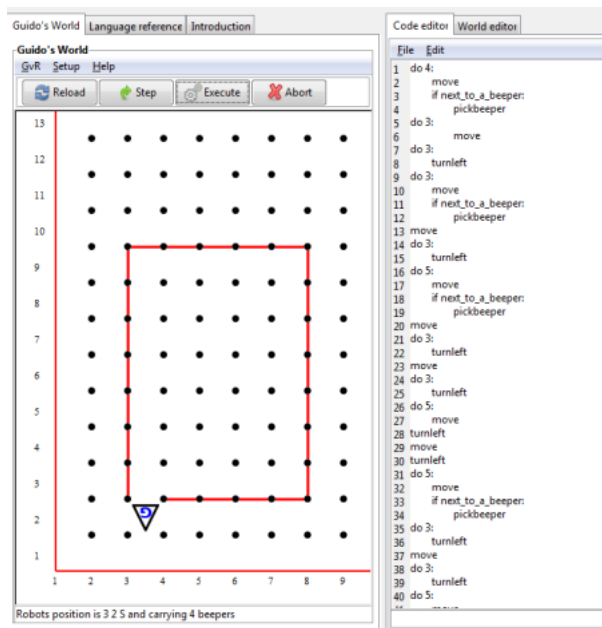 Guido's World Language reference Introduction
Guido's World
GvR Setup Help
Reload Step Execute Abort
13
12
11
10
9
8
7
6
5
4
3
2
1
G
1 2 3 4 5 6 7 8 9
Robots position is 3 2 S and carrying 4 beepers
Code editor World editor
File Edit
1 do 4:
2 move
3 if next_to_a_beeper:
4 pickbeeper
5 do 3:
6 move
7 do 3:
8 turnleft
9 do 3:
10 move
11 if next_to_a_beeper:
12 pickbeeper
13 move
14 do 3:
15 turnleft
16 do 5:
17 move
18 if next_to_a_beeper:
19 pickbeeper
20 move
21 do 3:
22 turnleft
23 move
24 do 3:
25 turnleft
26 do 5:
27 move
28 turnleft
29 move
30 turnleft
31 do 5:
32 move
33 if next_to_a_beeper:
34 pickbeeper
35 do 3:
36 turnleft
37 move
38 do 3:
39 turnleft
40 do 5: